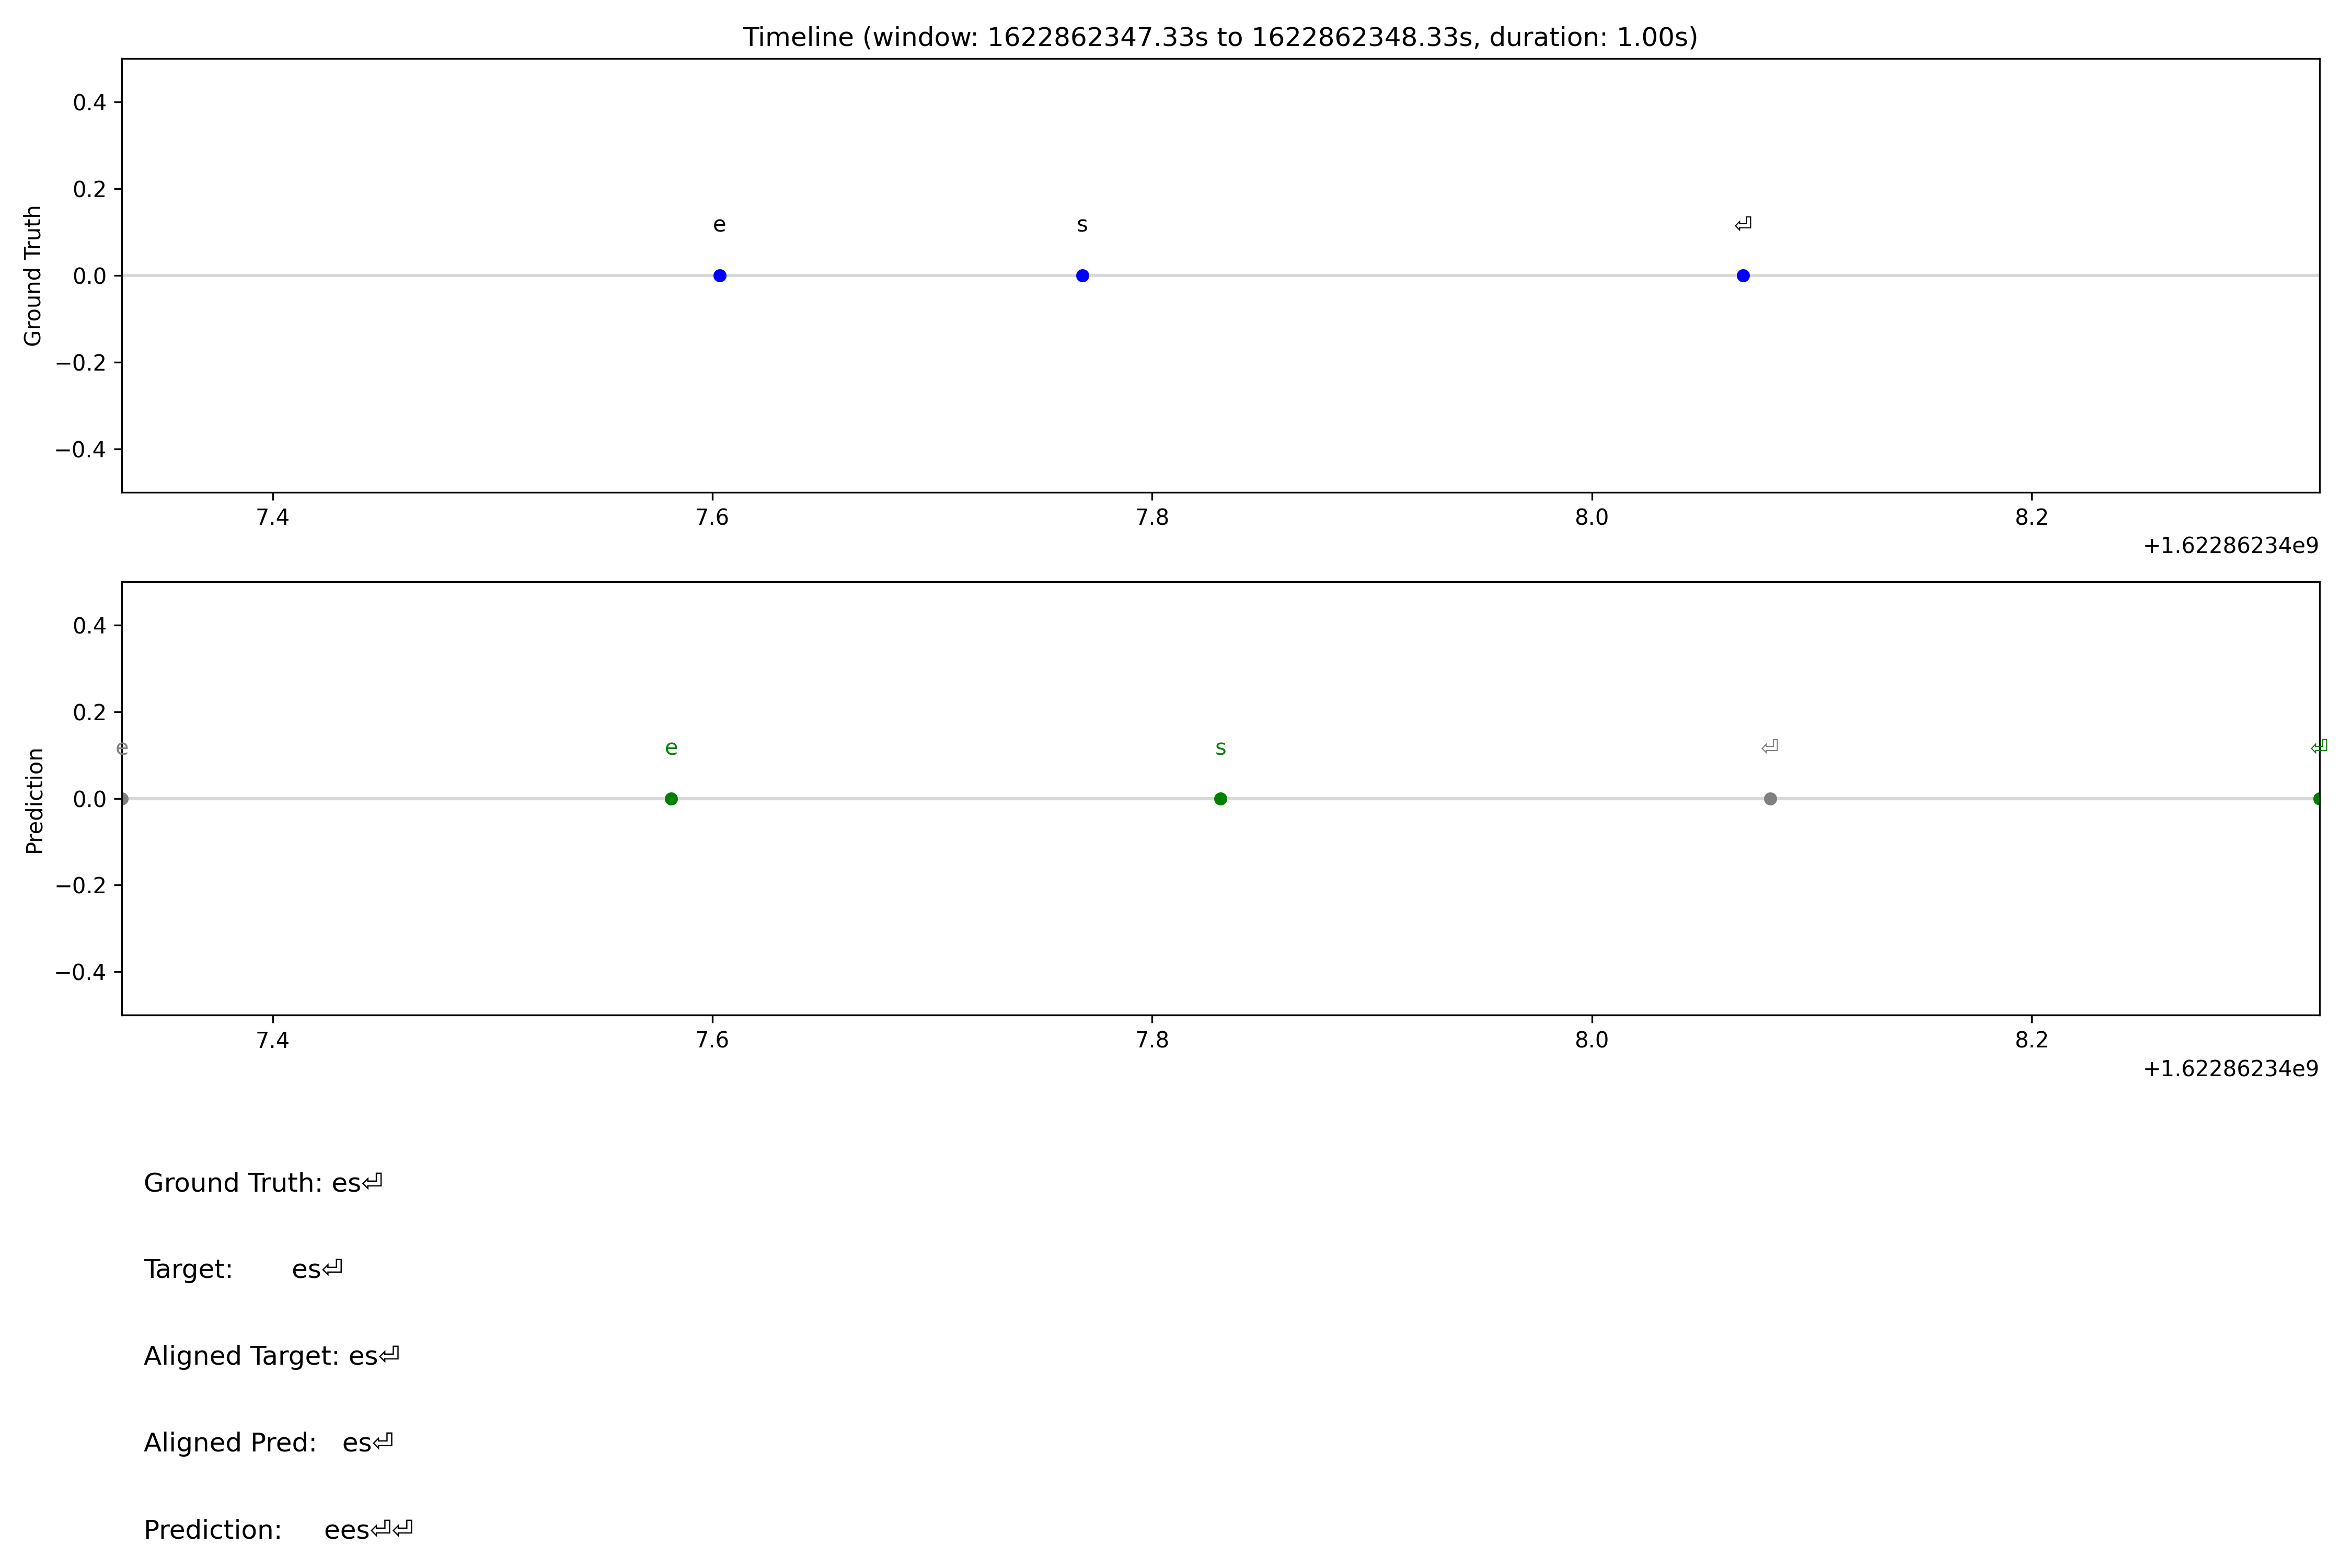 Timeline (window: 1622862347.33s to 1622862348.33s, duration: 1.00s)
Ground Truth
0.4
0.2
0.0
−0.2
−0.4
e s ⏎
7.4 7.6 7.8 8.0 8.2
+1.62286234e9
Prediction
0.4
0.2
0.0
−0.2
−0.4
e e s ⏎ ⏎
7.4 7.6 7.8 8.0 8.2
+1.62286234e9
Ground Truth: es⏎
Target: es⏎
Aligned Target: es⏎
Aligned Pred: es⏎
Prediction: ees⏎⏎